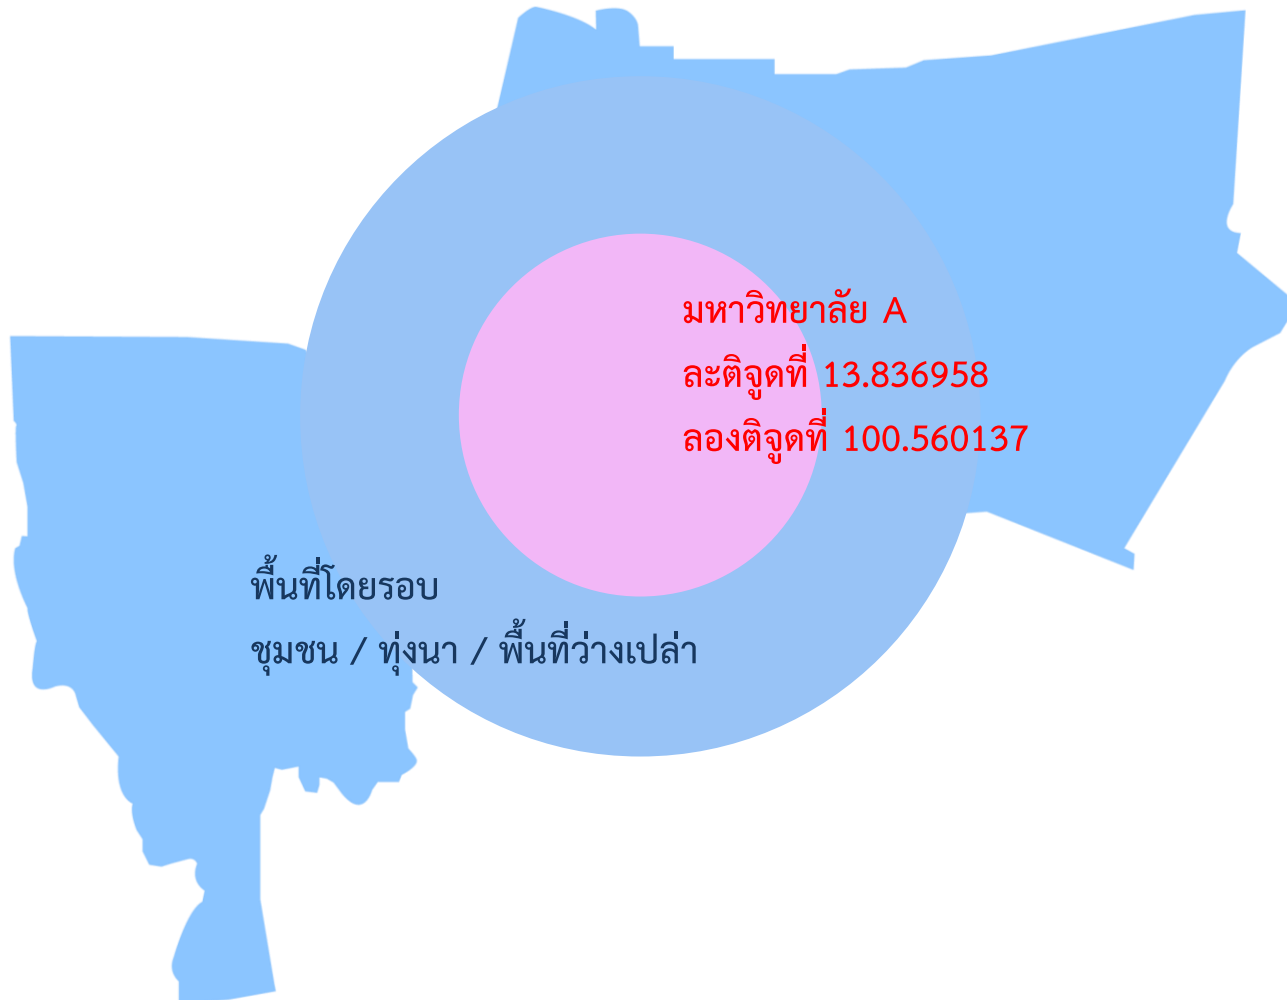 มหาวิทยาลัย A
ละติจูดที่ 13.836958
ลองติจูดที่ 100.560137
พื้นที่โดยรอบ
ชุมชน / ทุ่งนา / พื้นที่ว่างเปล่า